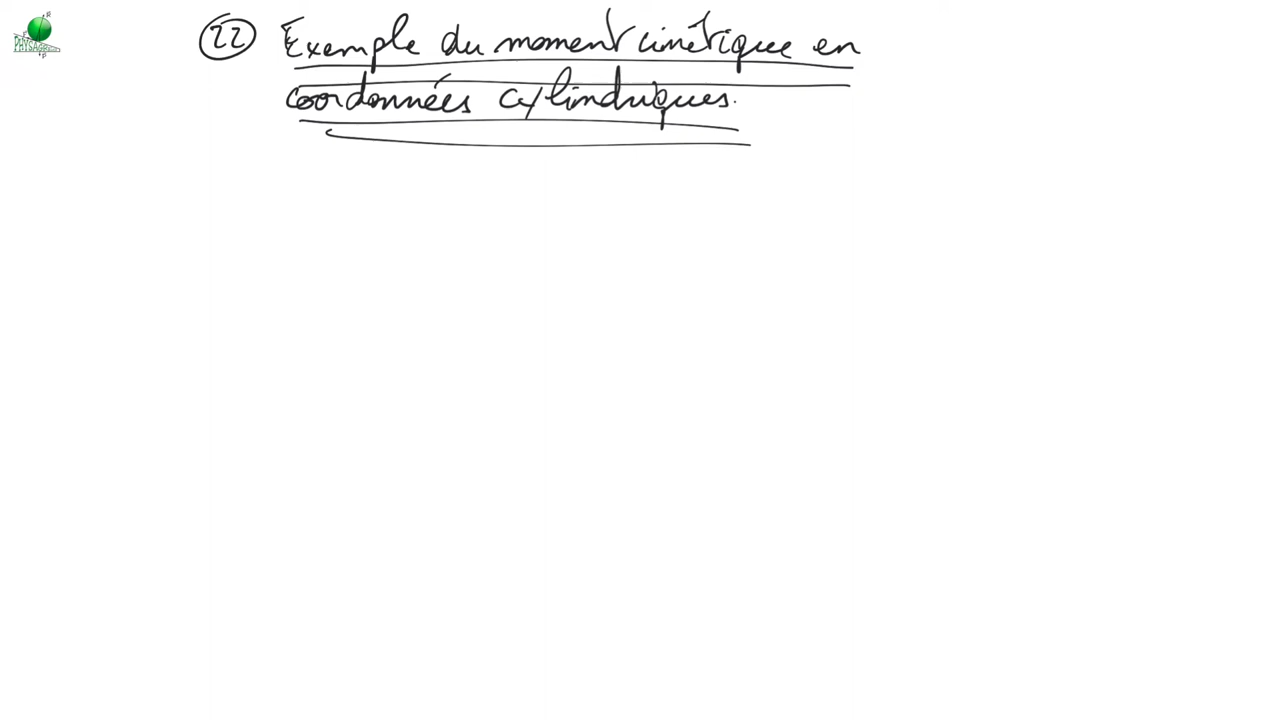 22 Exemple du moment cinétique en
coordonnées cylindriques.